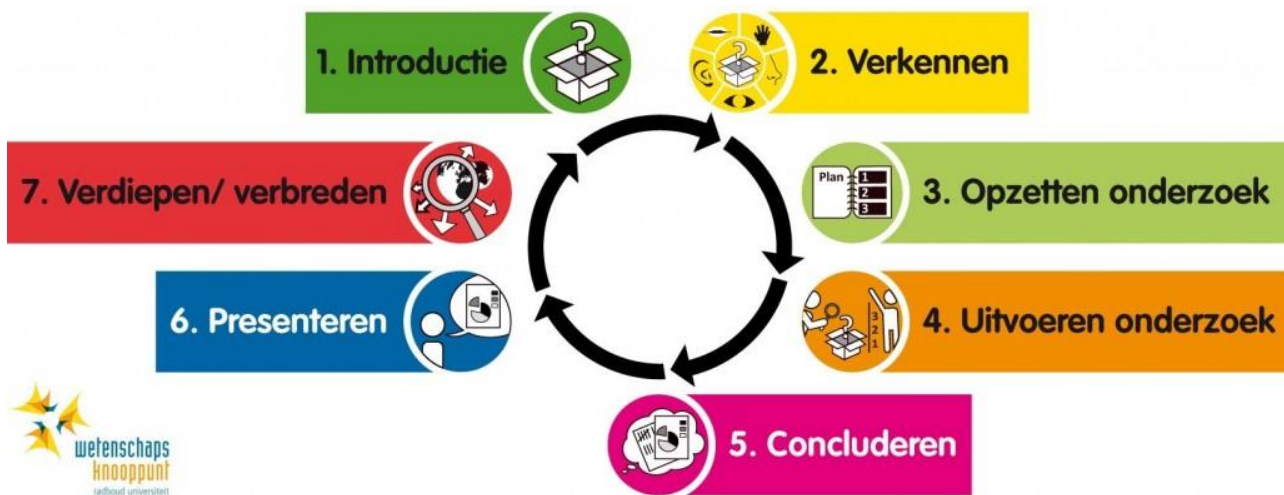 1. Introductie
2. Verkennen
3. Opzetten onderzoek
Plan
1
2
3
4. Uitvoeren onderzoek
3
2
1
5. Concluderen
6. Presenteren
7. Verdiepen/ verbreden
wetenschaps
knooppunt
radboud universiteit